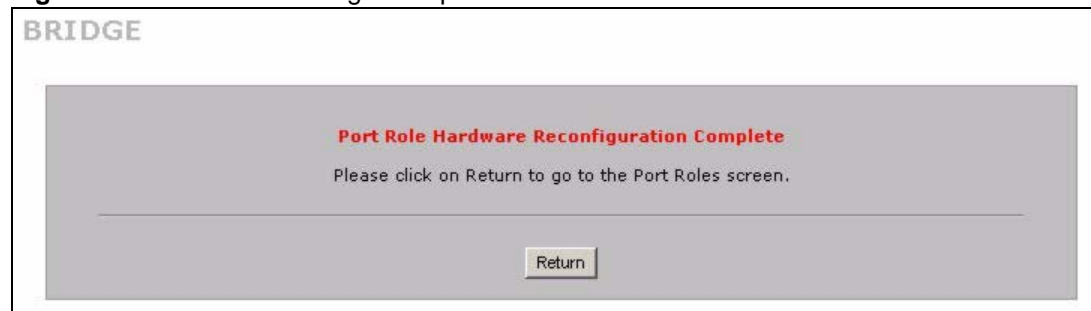 BRIDGE
Port Role Hardware Reconfiguration Complete
Please click on Return to go to the Port Roles screen.
Return